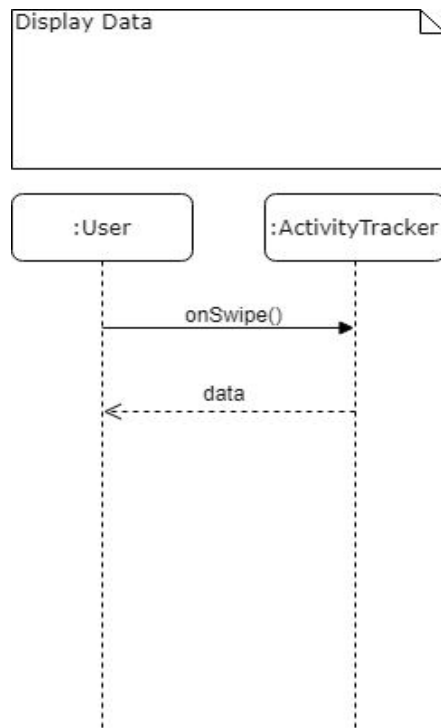 Display Data
:User
:ActivityTracker
onSwipe()
data